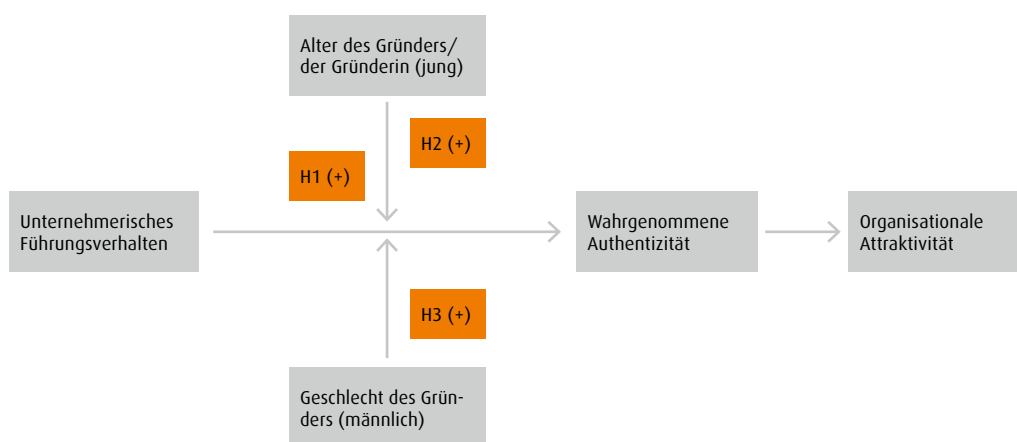 Alter des Gründers/
der Gründerin (jung)
H2 (+)
H1 (+)
Unternehmerisches
Führungsverhalten
Wahrgenommene
Authentizität
Organisationale
Attraktivität
H3 (+)
Geschlecht des Grün-
ders (männlich)